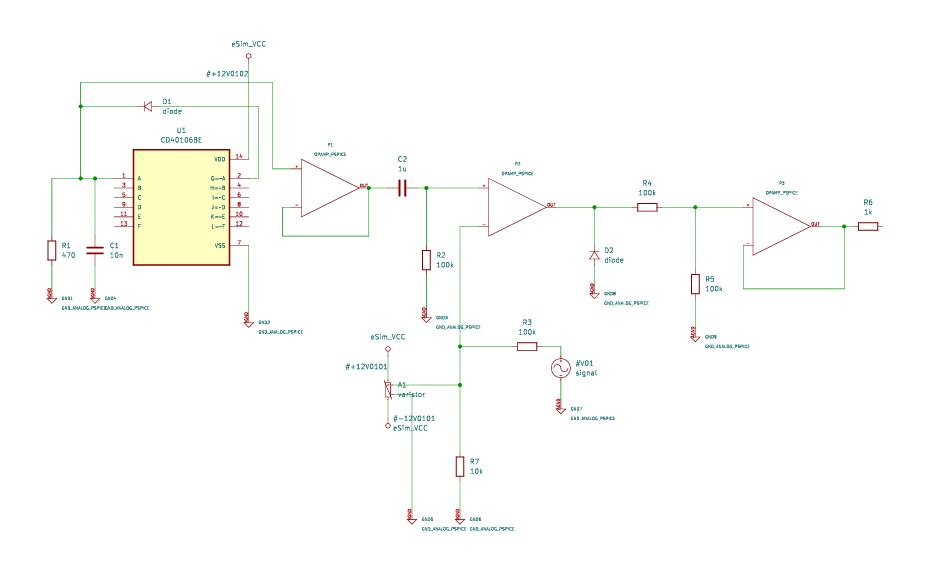 eSim_VCC
#+12V0102
D1
diode
U1
CD40106BE
VDD 14
1 A G=~A 2
3 B H=~B 4
5 C I=~C 6
9 D J=~D 8
11 E K=~E 10
13 F L=~F 12
VSS 7
R1
470
C1
10n
GND1
GND_ANALOG_PSPICE
GND4
GND_ANALOG_PSPICE
GND2
GND_ANALOG_PSPICE
P1
OPAMP_PSPICE
+
-
OUT
C2
1u
R2
100k
GND3
GND_ANALOG_PSPICE
P2
OPAMP_PSPICE
+
-
OUT
D2
diode
GND8
GND_ANALOG_PSPICE
R4
100k
R5
100k
GND9
GND_ANALOG_PSPICE
P3
OPAMP_PSPICE
+
-
OUT
R6
1k
R3
100k
#V01
signal
GND7
GND_ANALOG_PSPICE
eSim_VCC
#+12V0101
A1
varistor
#-12V0101
eSim_VCC
R7
10k
GND5
GND_ANALOG_PSPICE
GND6
GND_ANALOG_PSPICE